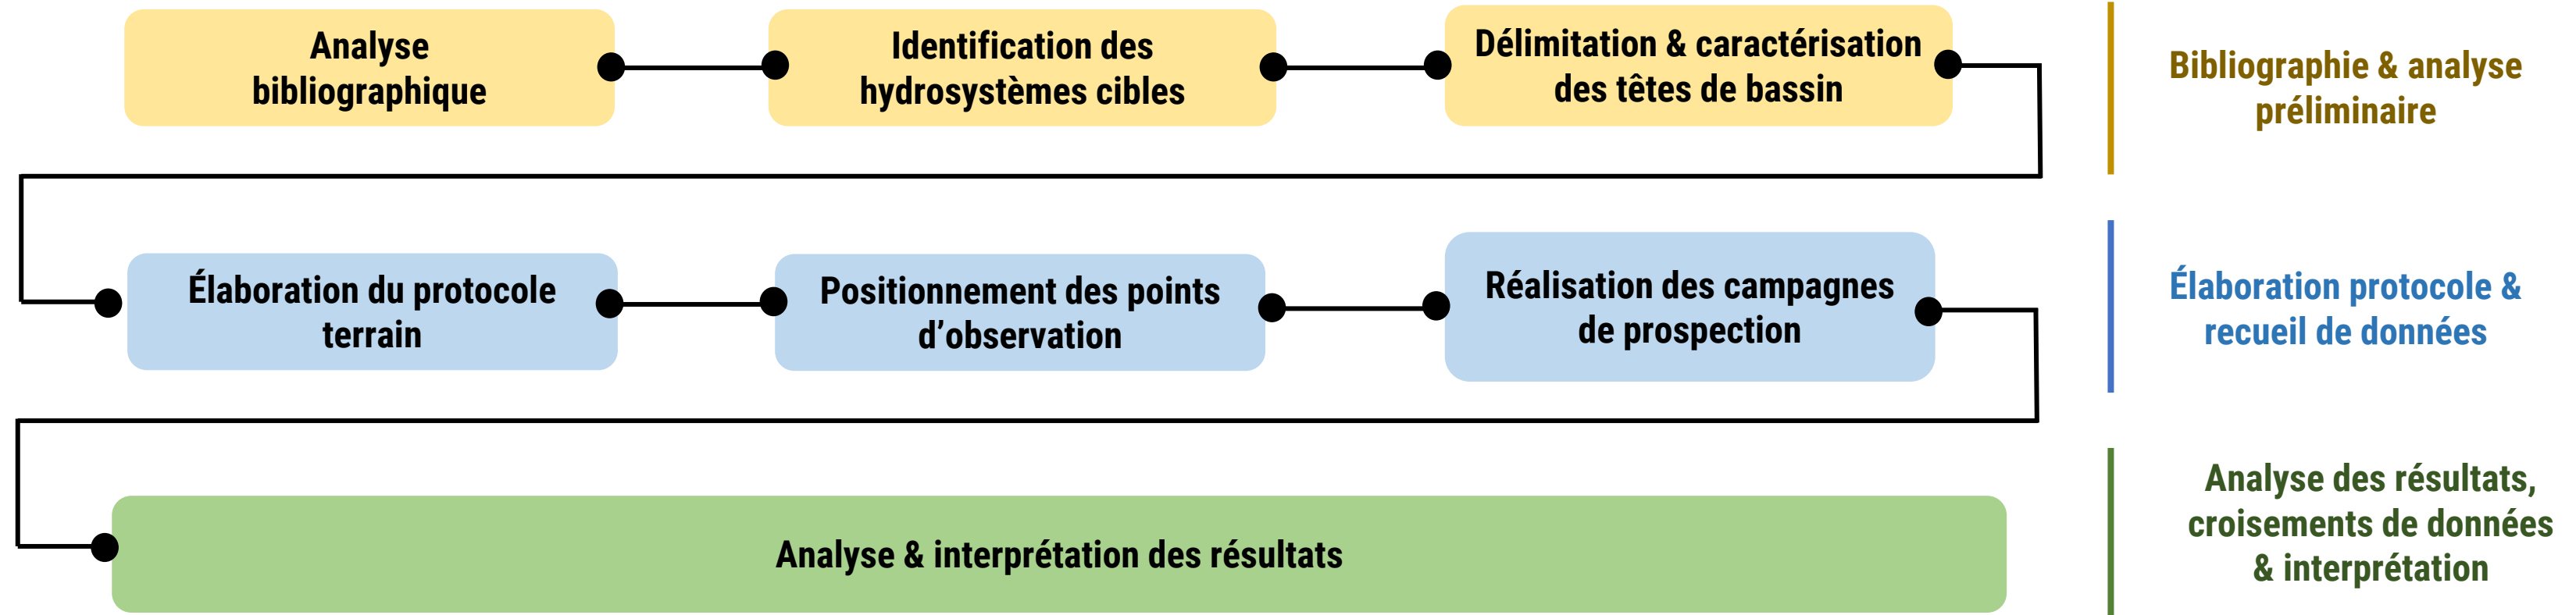 Analyse
bibliographique
Identification des
hydrosystèmes cibles
Délimitation & caractérisation
des têtes de bassin
Bibliographie & analyse
préliminaire
Élaboration du protocole
terrain
Positionnement des points
d’observation
Réalisation des campagnes
de prospection
Élaboration protocole &
recueil de données
Analyse & interprétation des résultats
Analyse des résultats,
croisements de données
& interprétation